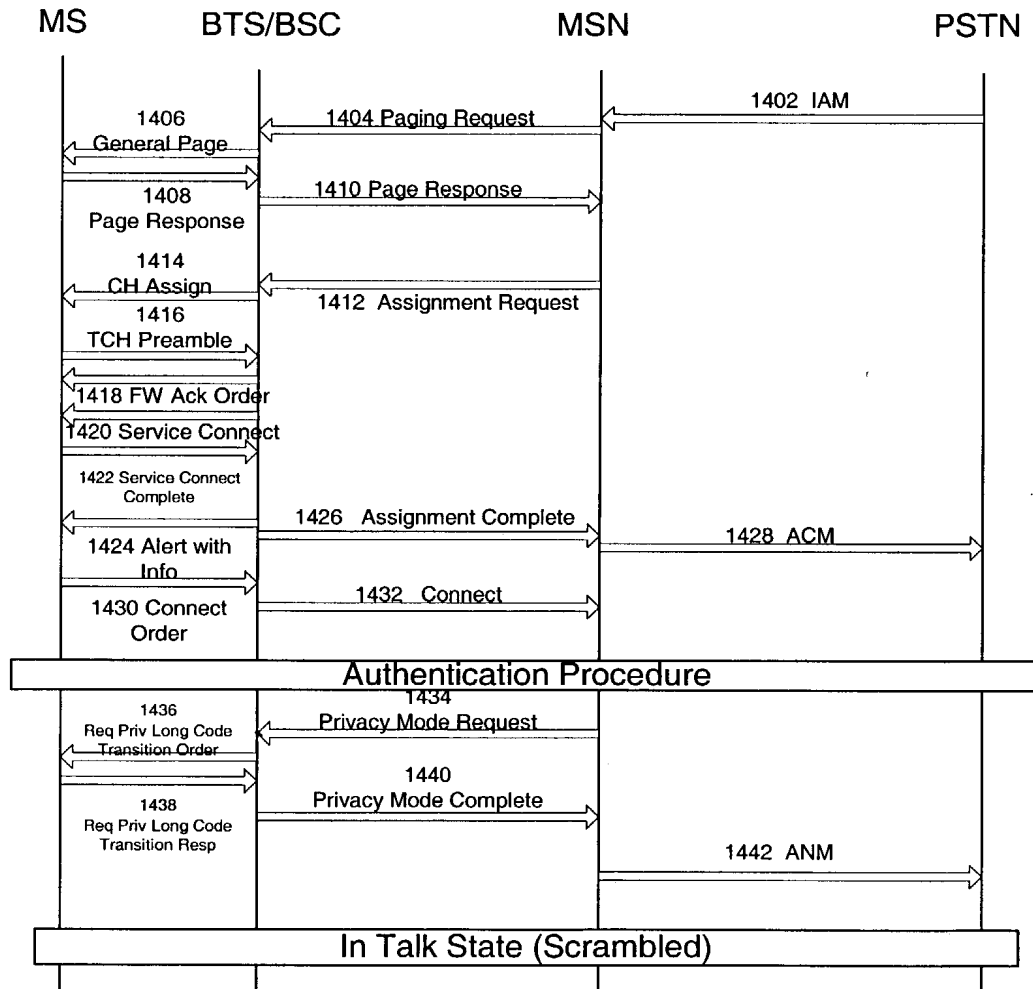 MS BTS/BSC MSN PSTN
1402 IAM
1404 Paging Request
1406
General Page
1408
Page Response
1410 Page Response
1414
CH Assign
1412 Assignment Request
1416
TCH Preamble
1418 FW Ack Order
1420 Service Connect
1422 Service Connect
Complete
1426 Assignment Complete
1428 ACM
1424 Alert with
Info
1432 Connect
1430 Connect
Order
Authentication Procedure
1434
Privacy Mode Request
1436
Req Priv Long Code
Transition Order
1440
Privacy Mode Complete
1438
Req Priv Long Code
Transition Resp
1442 ANM
In Talk State (Scrambled)